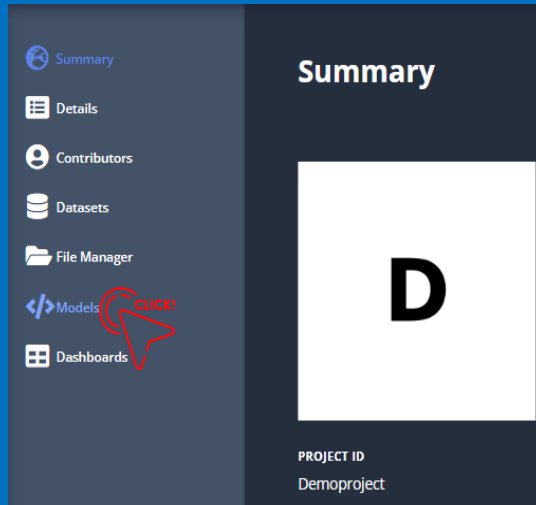 Summary
Details
Contributors
Datasets
File Manager
Models
CLICK!
Dashboards
Summary
D
PROJECT ID
Demoproject